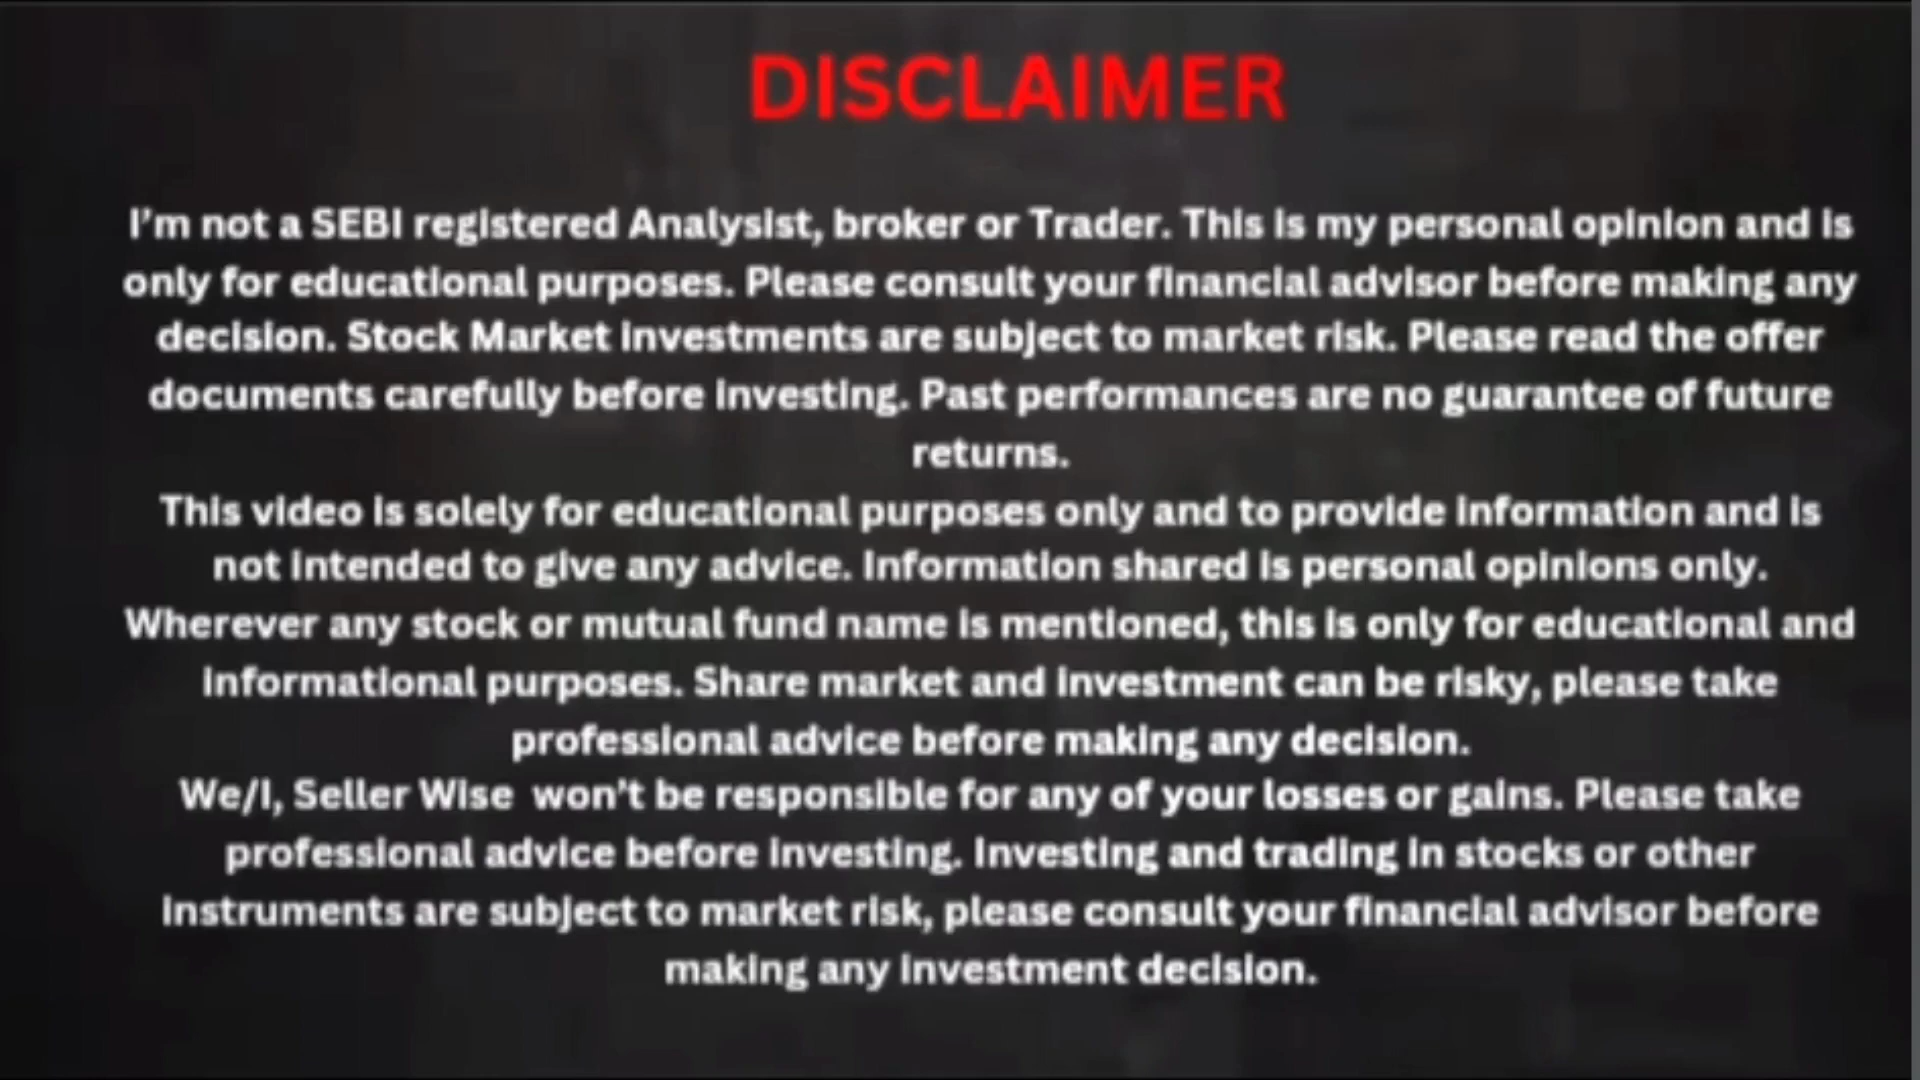 DISCLAIMER
I'm not a SEBI registered Analysist, broker or Trader. This is my personal opinion and is
only for educational purposes. Please consult your financial advisor before making any
decision. Stock Market investments are subject to market risk. Please read the offer
documents carefully before investing. Past performances are no guarantee of future
returns.
This video is solely for educational purposes only and to provide information and is
not intended to give any advice. Information shared is personal opinions only.
Wherever any stock or mutual fund name is mentioned, this is only for educational and
informational purposes. Share market and investment can be risky, please take
professional advice before making any decision.
We/I, Seller Wise won't be responsible for any of your losses or gains. Please take
professional advice before investing. Investing and trading in stocks or other
instruments are subject to market risk, please consult your financial advisor before
making any investment decision.